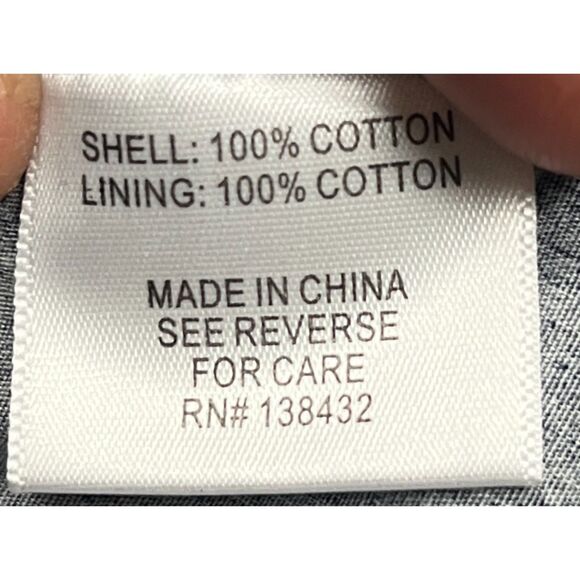 SHELL: 100% COTTON
LINING: 100% COTTON
MADE IN CHINA
SEE REVERSE
FOR CARE
RN# 138432